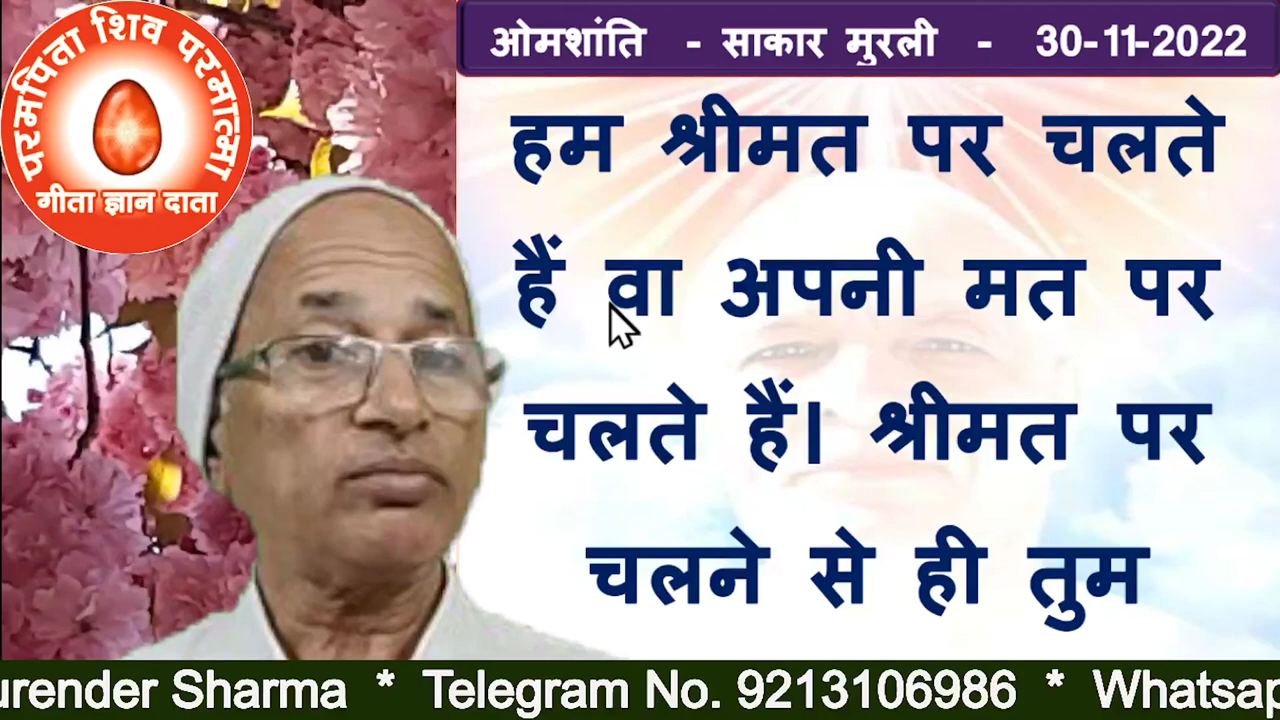 परमपिता शिव परमात्मा
गीता ज्ञान दाता
ओमशांति - साकार मुरली - 30-11-2022
हम श्रीमत पर चलते
हैं वा अपनी मत पर
चलते हैं। श्रीमत पर
चलने से ही तुम
urender Sharma * Telegram No. 9213106986 * Whatsap